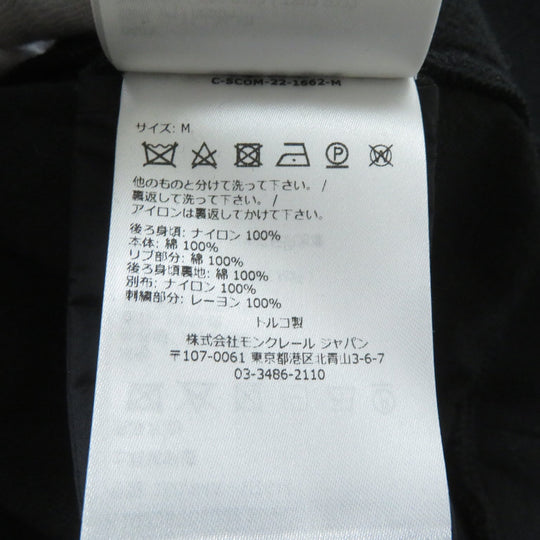 C-SCOM-22-1662-M
サイズ: M
P W
他のものと分けて洗って下さい。 /
裏返して洗って下さい。 /
アイロンは裏返してかけて下さい。
後ろ身頃: ナイロン 100%
本体: 綿 100%
リブ部分: 綿 100%
後ろ身頃裏地: 綿 100%
別布: ナイロン 100%
刺繍部分: レーヨン 100%
トルコ製
株式会社モンクレール ジャパン
〒107-0061 東京都港区北青山3-6-7
03-3486-2110